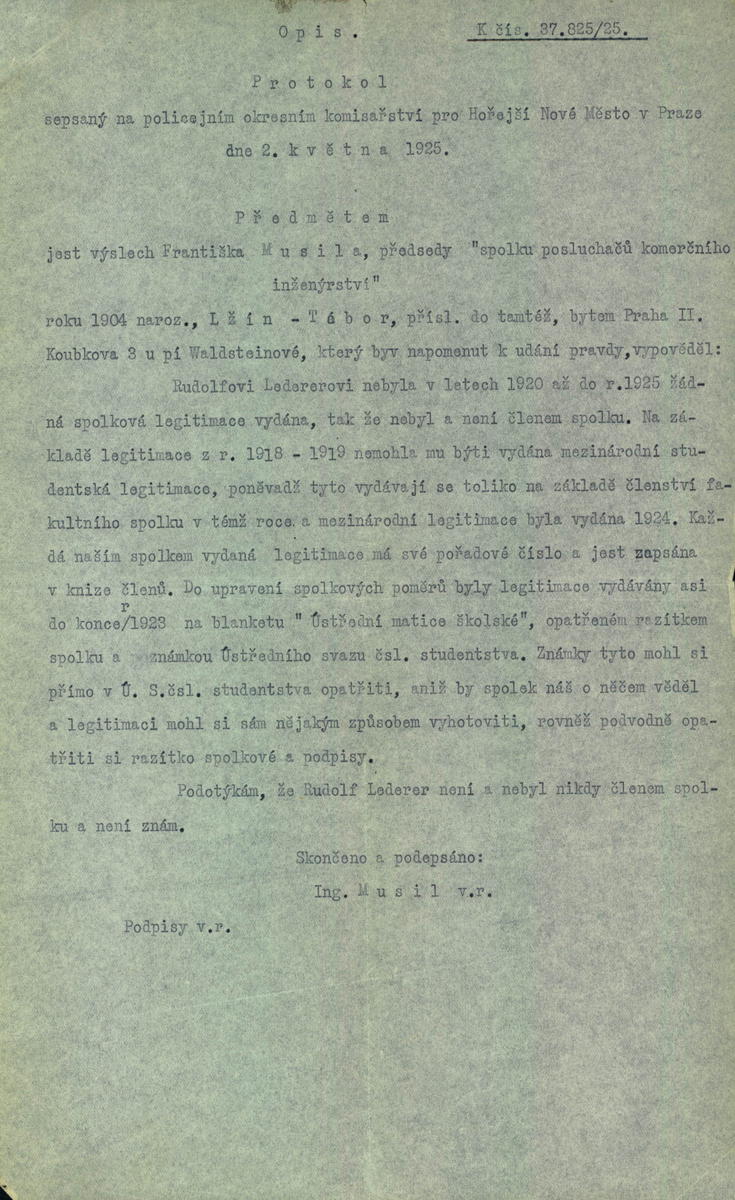 O p i s .
K čís. 37.825/25.
P r o t o k o l
sepsaný na policejním okresním komisařství pro Hořejší Nové Město v Praze
dne 2. k v ě t n a 1925.
P ř e d m ě t e m
jest výslech Františka M u s i l a, předsedy "spolku posluchačů komerčního
inženýrství"
roku 1904 naroz., L ž í n - T á b o r, přísl. do tamtéž, bytem Praha II.
Koubkova 3 u pí Waldsteinové, který byv napomenut k udání pravdy,vypověděl:
Rudolfovi Ledererovi nebyla v letech 1920 až do r.1925 žád-
ná spolková legitimace vydána, tak že nebyl a není členem spolku. Na zá-
kladě legitimace z r. 1918 - 1919 nemohla mu býti vydána mezinárodní stu-
dentská legitimace, poněvadž tyto vydávají se toliko na základě členství fa-
kultního spolku v témž roce a mezinárodní legitimace byla vydána 1924. Kaž-
dá naším spolkem vydaná legitimace má své pořadové číslo a jest zapsána
v knize členů. Do upravení spolkových poměrů byly legitimace vydávány asi
r
do konce/1923 na blanketu " Ústřední matice školské", opatřeném razítkem
spolku a známkou Ústředního svazu čsl. studentstva. Známky tyto mohl si
přímo v Ú. S.čsl. studentstva opatřiti, aniž by spolek náš o něčem věděl
a legitimaci mohl si sám nějakým způsobem vyhotoviti, rovněž podvodně opa-
třiti si razítko spolkové a podpisy.
Podotýkám, že Rudolf Lederer není a nebyl nikdy členem spol-
ku a není znám.
Skončeno a podepsáno:
Ing. M u s i l v.r.
Podpisy v.r.